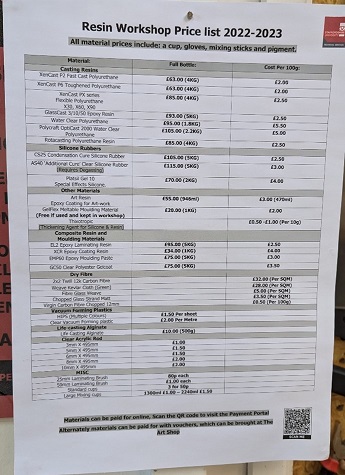 Resin Workshop Price list 2022-2023
All material prices include: a cup, gloves, mixing sticks and pigment.
Material: Full Bottle: Cost Per 100g:
Casting Resins
XenCast P2 Fast Cast Polyurethane £63.00 (4KG) £2.00
XenCast P6 Toughened Polyurethane £63.00 (4KG) £2.00
XenCast PX series £85.00 (4KG) £2.50
Flexible Polyurethane
X30, X60, X90
GlassCast 3/10/50 Epoxy Resin £93.00 (5KG) £2.50
Water Clear Polyurethane £95.00 (1.8KG) £5.50
Polycraft OptiCast 2000 Water Clear £105.00 (2.2KG) £5.00
Polyurethane
Rotacasting Polyurethane Resin £85.00 (4KG) £2.50
Silicone Rubbers
CS25 Condensation Cure Silicone Rubber £105.00 (5KG) £2.50
AS40 'Additional Cure' Clear Silicone Rubber £115.00 (5KG) £3.00
(Requires Degassing)
Platsil Gel 10 £70.00 (2KG) £4.00
Special Effects Silicone
Other Materials
Art Resin £55.00 (946ml) £3.00 (470ml)
Epoxy Coating for Art-work
GelFlex Meltable Moulding Material £28.00 (1KG) £2.00
(Free if used and kept in workshop)
Thixotropic £0.50 -£1.00 (Per 10g)
(Thickening Agent for Silicone & Resin)
Composite Resin and
Moulding Materials
EL2 Epoxy Laminating Resin £95.00 (5KG) £2.50
XCR Epoxy Coating Resin £34.00 (1KG) £4.00
EMP60 Epoxy Moulding Paste £75.00 (5KG) £3.00
GC50 Clear Polyester Gelcoat £75.00 (5KG) £3.50
Dry Fibre
2x2 Twill 12k Carbon Fibre £32.00 (Per SQM)
Weave Kevlar Cloth (Green) £28.00 (Per SQM)
Fibre Glass Weave £5.00 (Per SQM)
Chopped Glass Strand Matt £3.50 (Per SQM)
Virgin Carbon Fibre Chopped 12mm £8.50 (Per 100g)
Vacuum Forming Plastics
HIPS (Multiple Colours) £1.50 Per sheet
Clear Vacuum Forming plastic £2.00 Per Metre
Life-casting Alginate
Life Casting Alginate £10.00 (500g)
Clear Acrylic Rod
3mm X 495mm £1.00
4mm X 495mm £1.50
5mm X 495mm £1.50
6mm X 495mm £2.00
10mm X 495mm £2.00
MISC
25mm Laminating Brush 80p each
50mm Laminating Brush £1.00 each
Standard cups 3 for 50p
Large Mixing cups 1300ml £1.00 - 2240ml £1.50
Materials can be paid for online. Scan the QR code to visit the Payment Portal
Alternately materials can be paid for with vouchers, which can be brought at The
Art Shop
SCAN ME